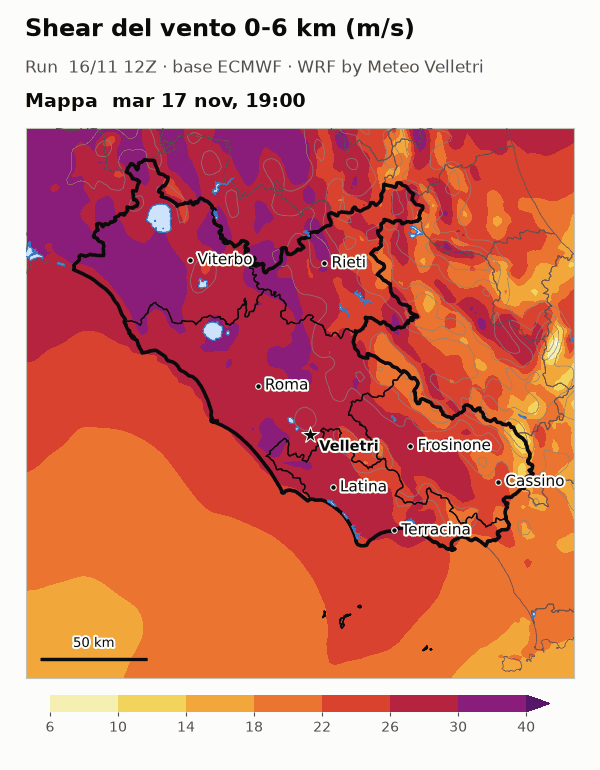 Shear del vento 0-6 km (m/s)
Run  16/11 12Z · base ECMWF · WRF by Meteo Velletri
Mappa  mar 17 nov, 19:00
Viterbo
Rieti
Roma
Velletri
Frosinone
Cassino
Latina
Terracina
50 km
6 10 14 18 22 26 30 40